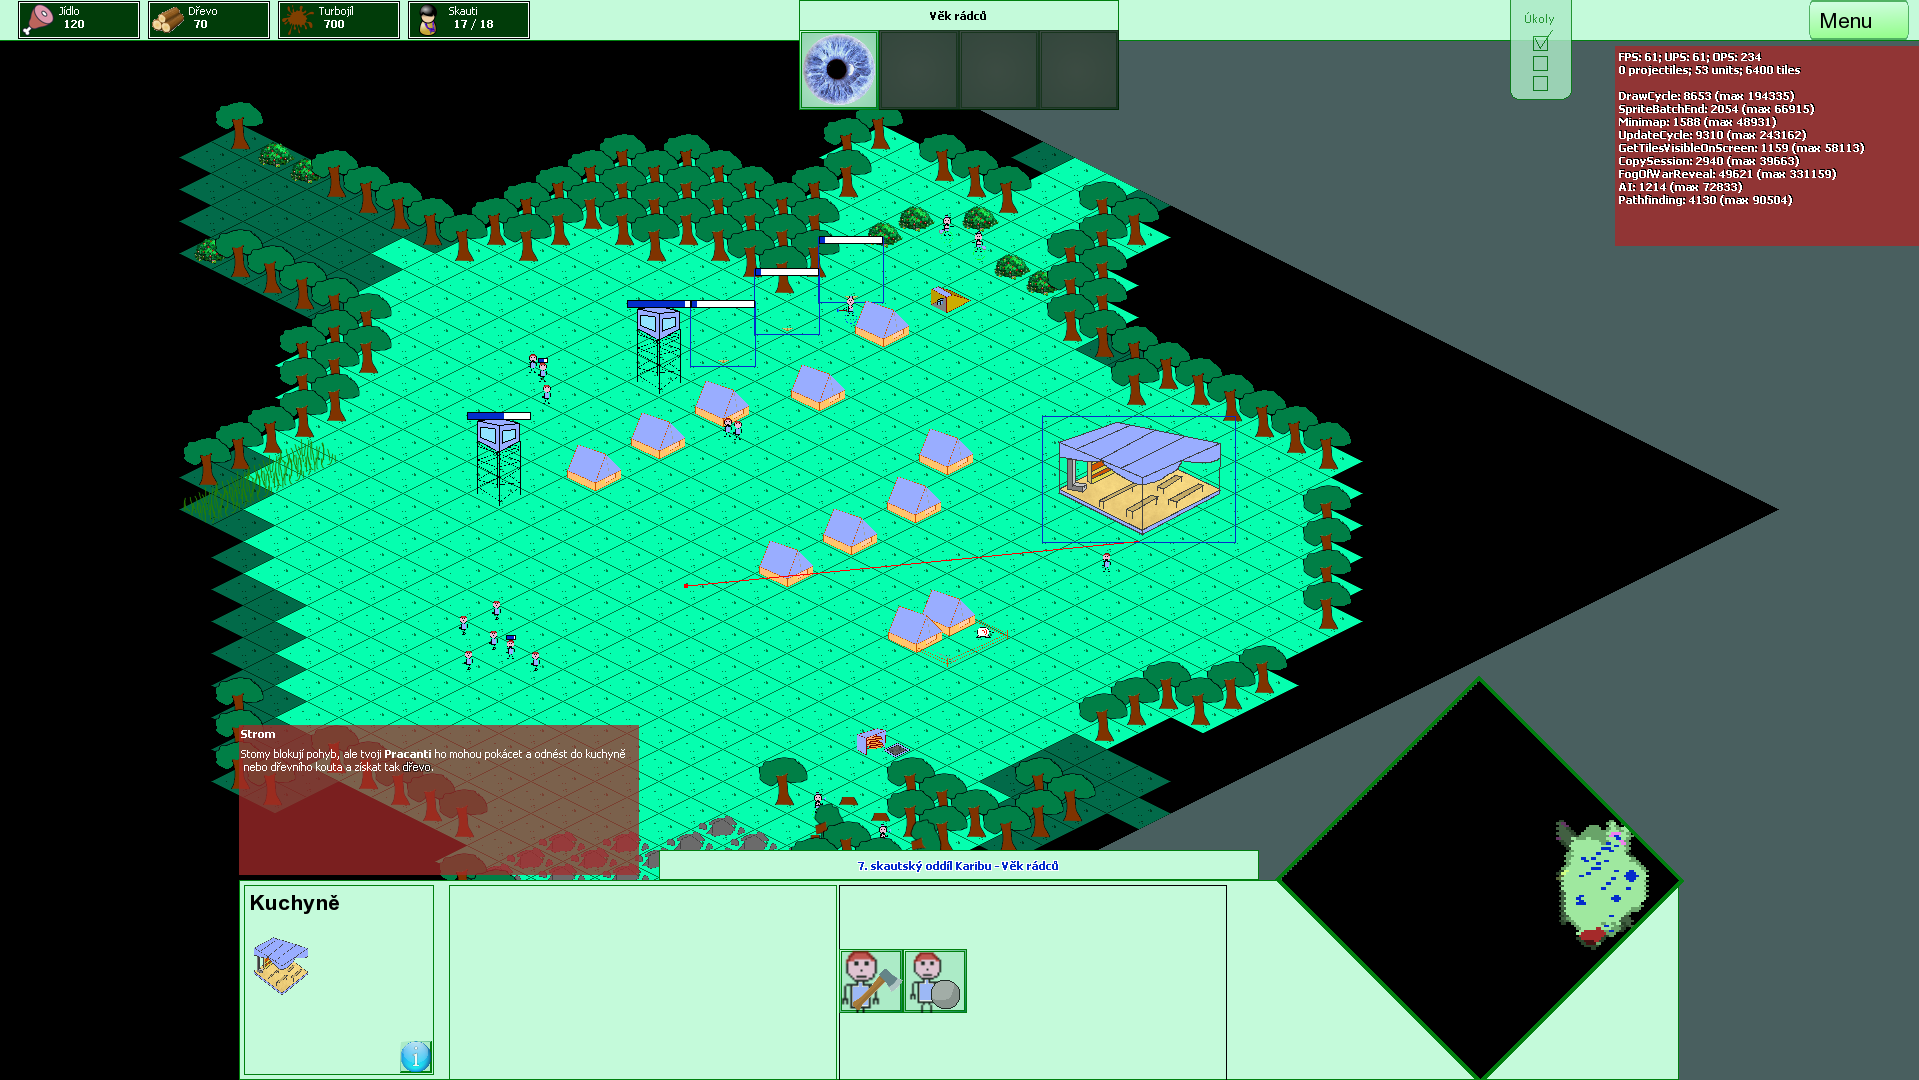 Jídlo
120
Dřevo
70
Turbojíl
700
Skauti
17 / 18
Věk rádců
Úkoly
Menu
FPS: 61; UPS: 61; OPS: 234
0 projectiles; 53 units; 6400 tiles
DrawCycle: 8653 (max 194335)
SpriteBatchEnd: 2054 (max 66915)
Minimap: 1588 (max 48931)
UpdateCycle: 9310 (max 243162)
GetTilesVisibleOnScreen: 1159 (max 58113)
CopySession: 2940 (max 39663)
FogOfWarReveal: 49621 (max 331159)
AI: 1214 (max 72833)
Pathfinding: 4130 (max 90504)
Strom
Stomy blokují pohyb, ale tvoji Pracanti ho mohou pokácet a odnést do kuchyně
nebo dřevního kouta a získat tak dřevo.
7. skautský oddíl Karibu - Věk rádců
Kuchyně